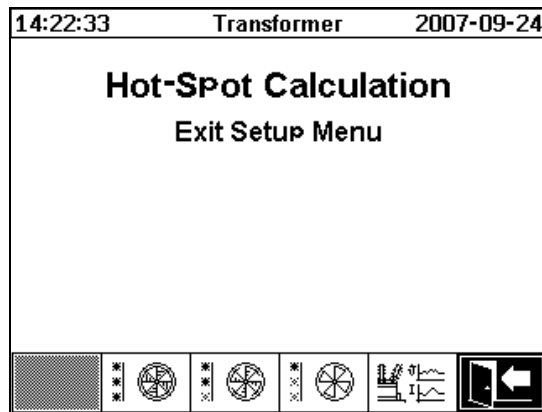 14:22:33 Transformer 2007-09-24
Hot-Spot Calculation
Exit Setup Menu